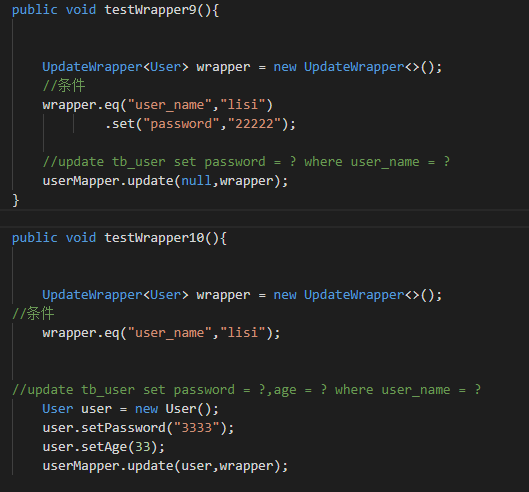 public void testWrapper9(){
UpdateWrapper<User> wrapper = new UpdateWrapper<>();
//条件
wrapper.eq("user_name","lisi")
.set("password","22222");
//update tb_user set password = ? where user_name = ?
userMapper.update(null,wrapper);
}
public void testWrapper10(){
UpdateWrapper<User> wrapper = new UpdateWrapper<>();
//条件
wrapper.eq("user_name","lisi");
//update tb_user set password = ?,age = ? where user_name = ?
User user = new User();
user.setPassword("3333");
user.setAge(33);
userMapper.update(user,wrapper);